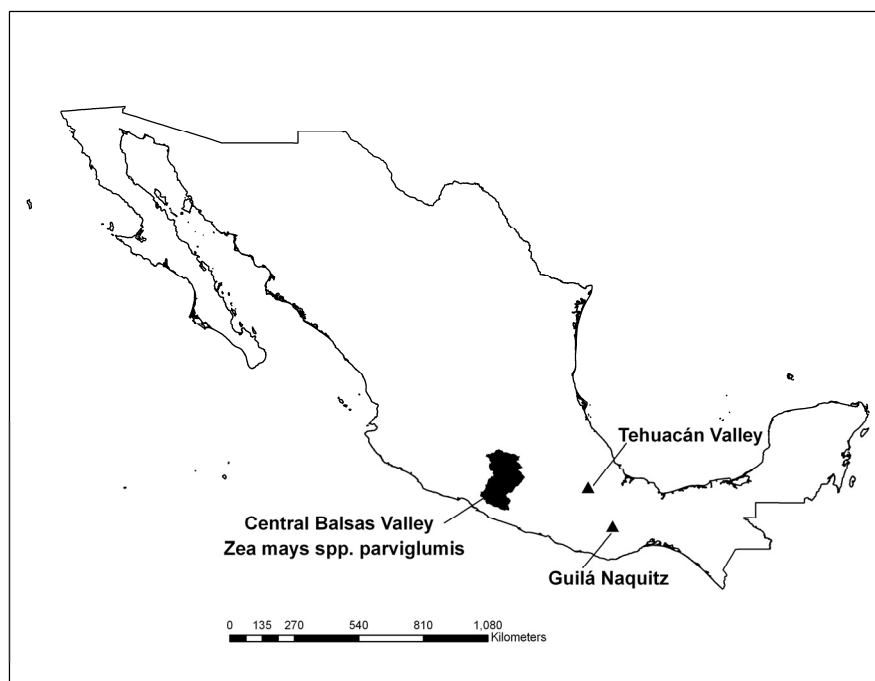 Tehuacán Valley
Central Balsas Valley
Zea mays spp. parviglumis
Guilá Naquitz
0 135 270 540 810 1,080
Kilometers